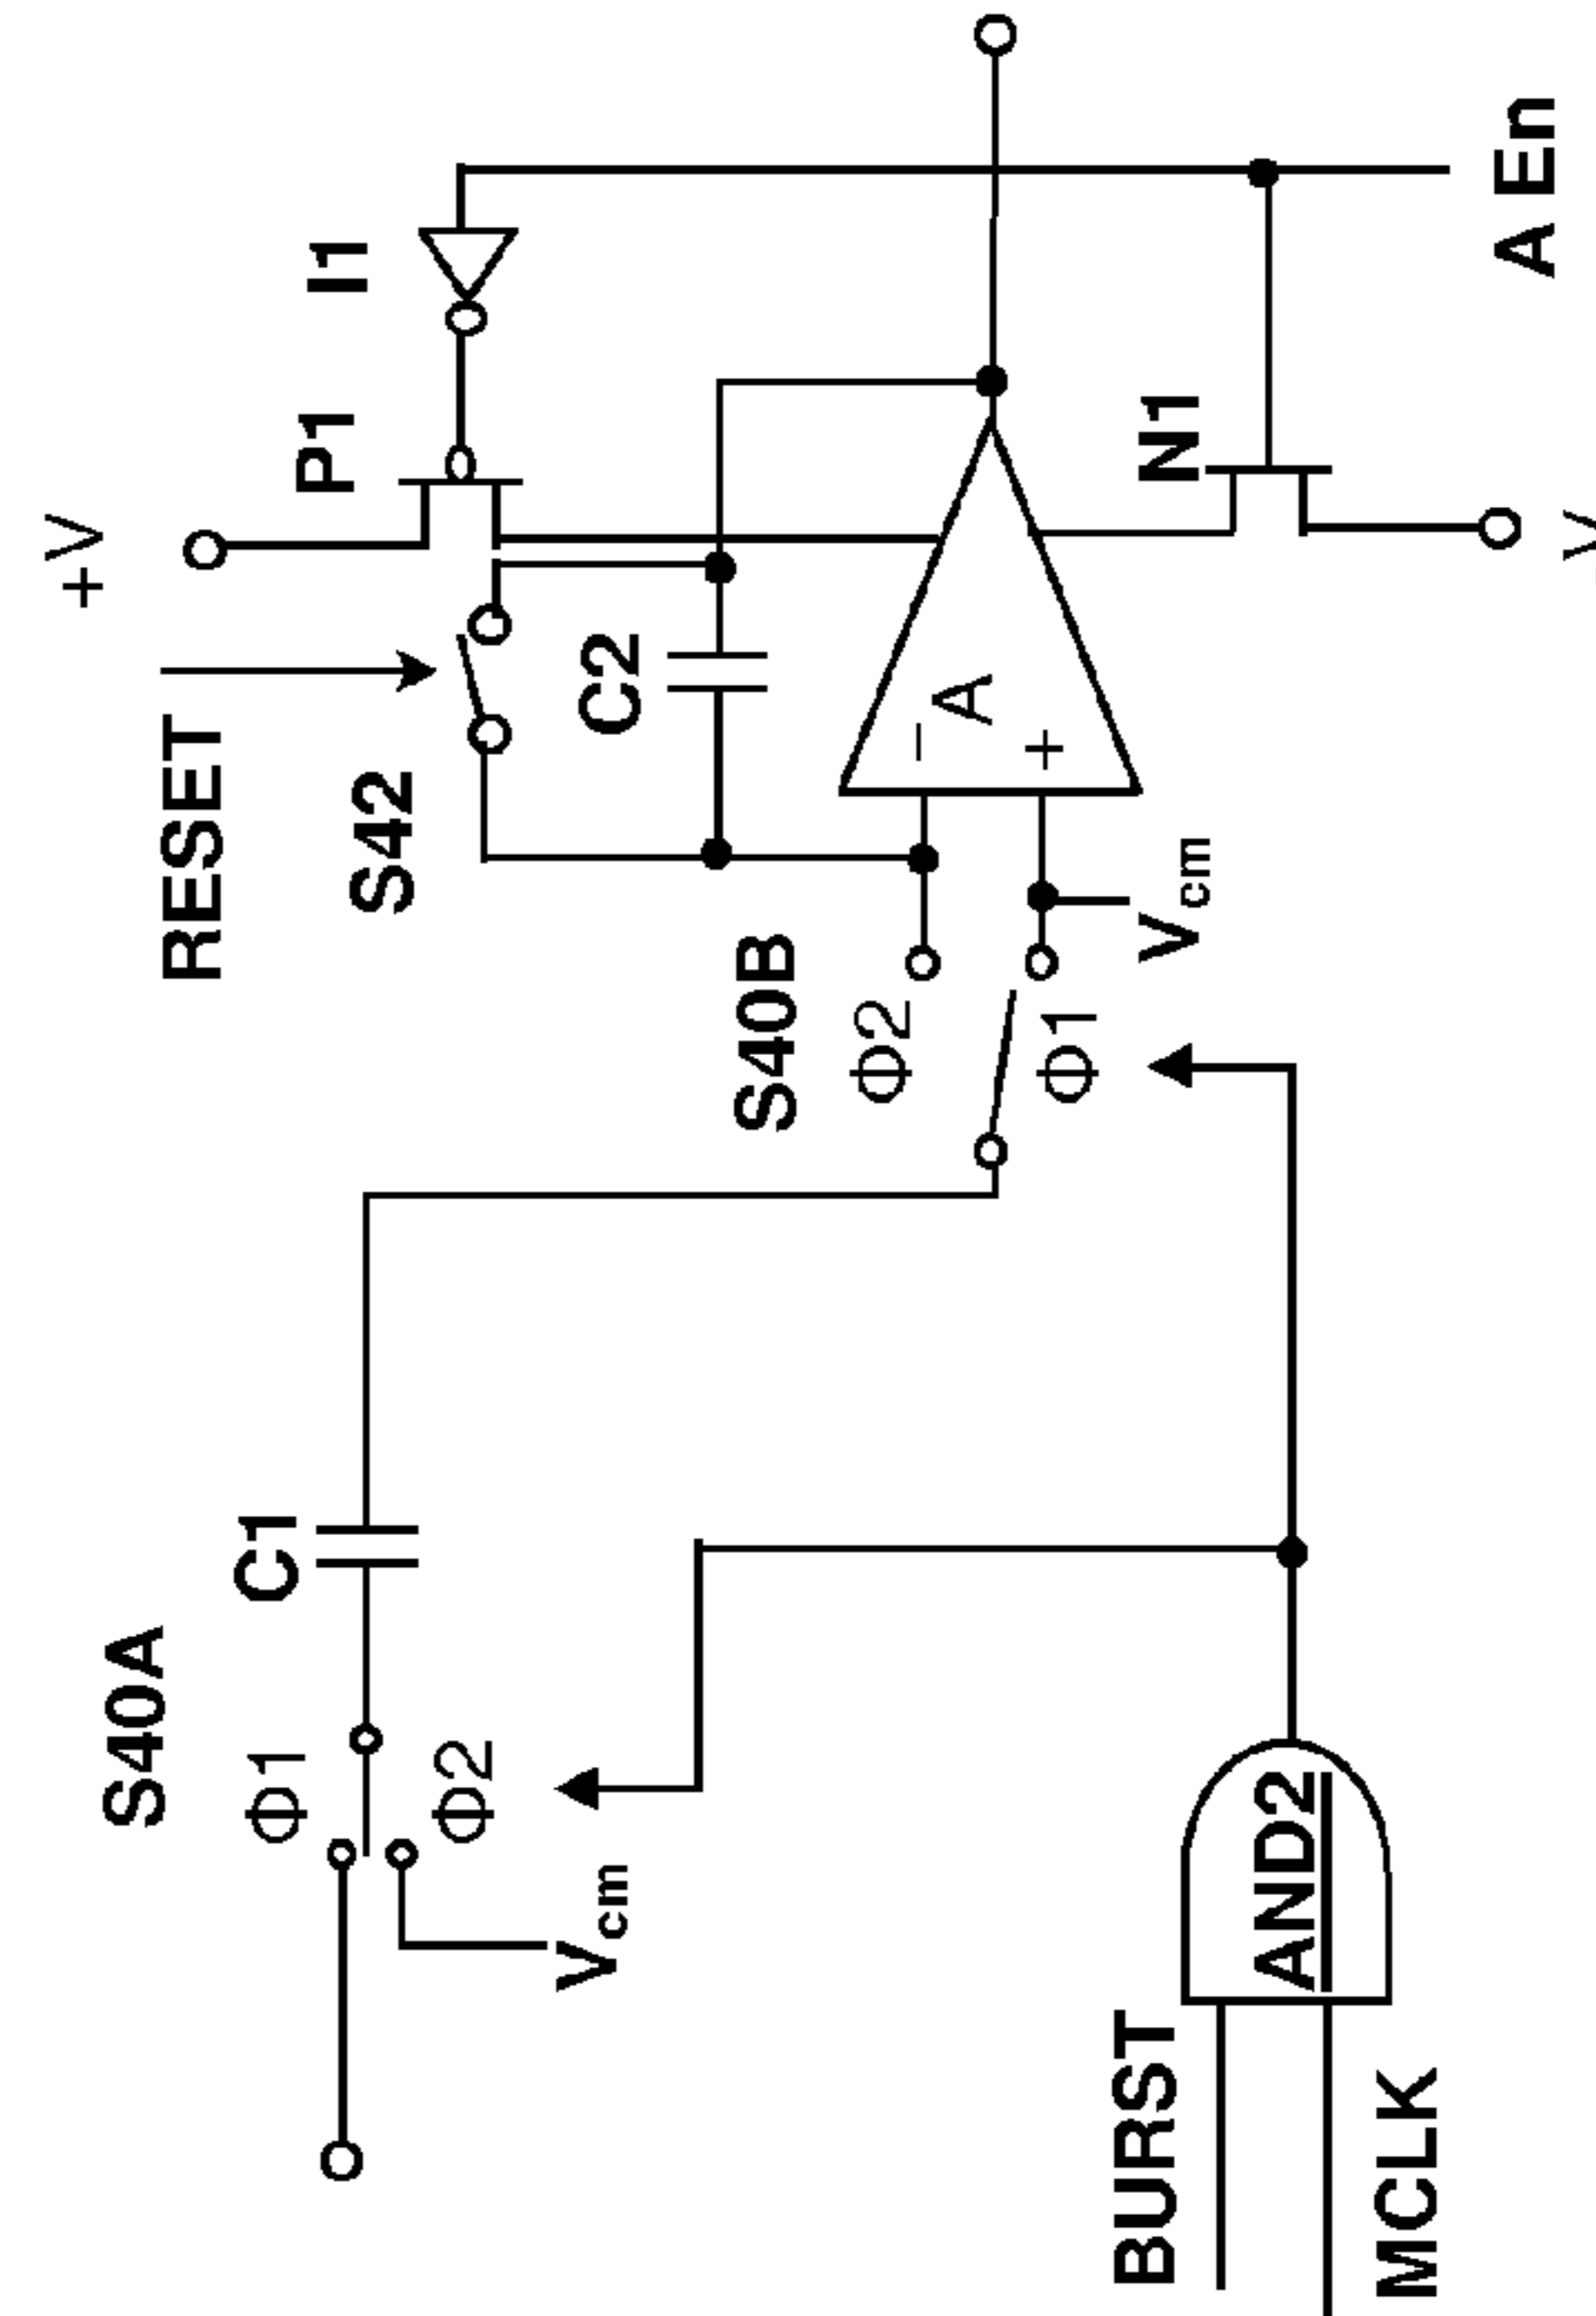 +V
RESET
P1
I1
S42
S40A
C1
C2
Φ1
Φ2
Vcm
S40B
Φ2
Φ1
−
A
+
Vcm
N1
BURST
AND2
MCLK
A En
-V